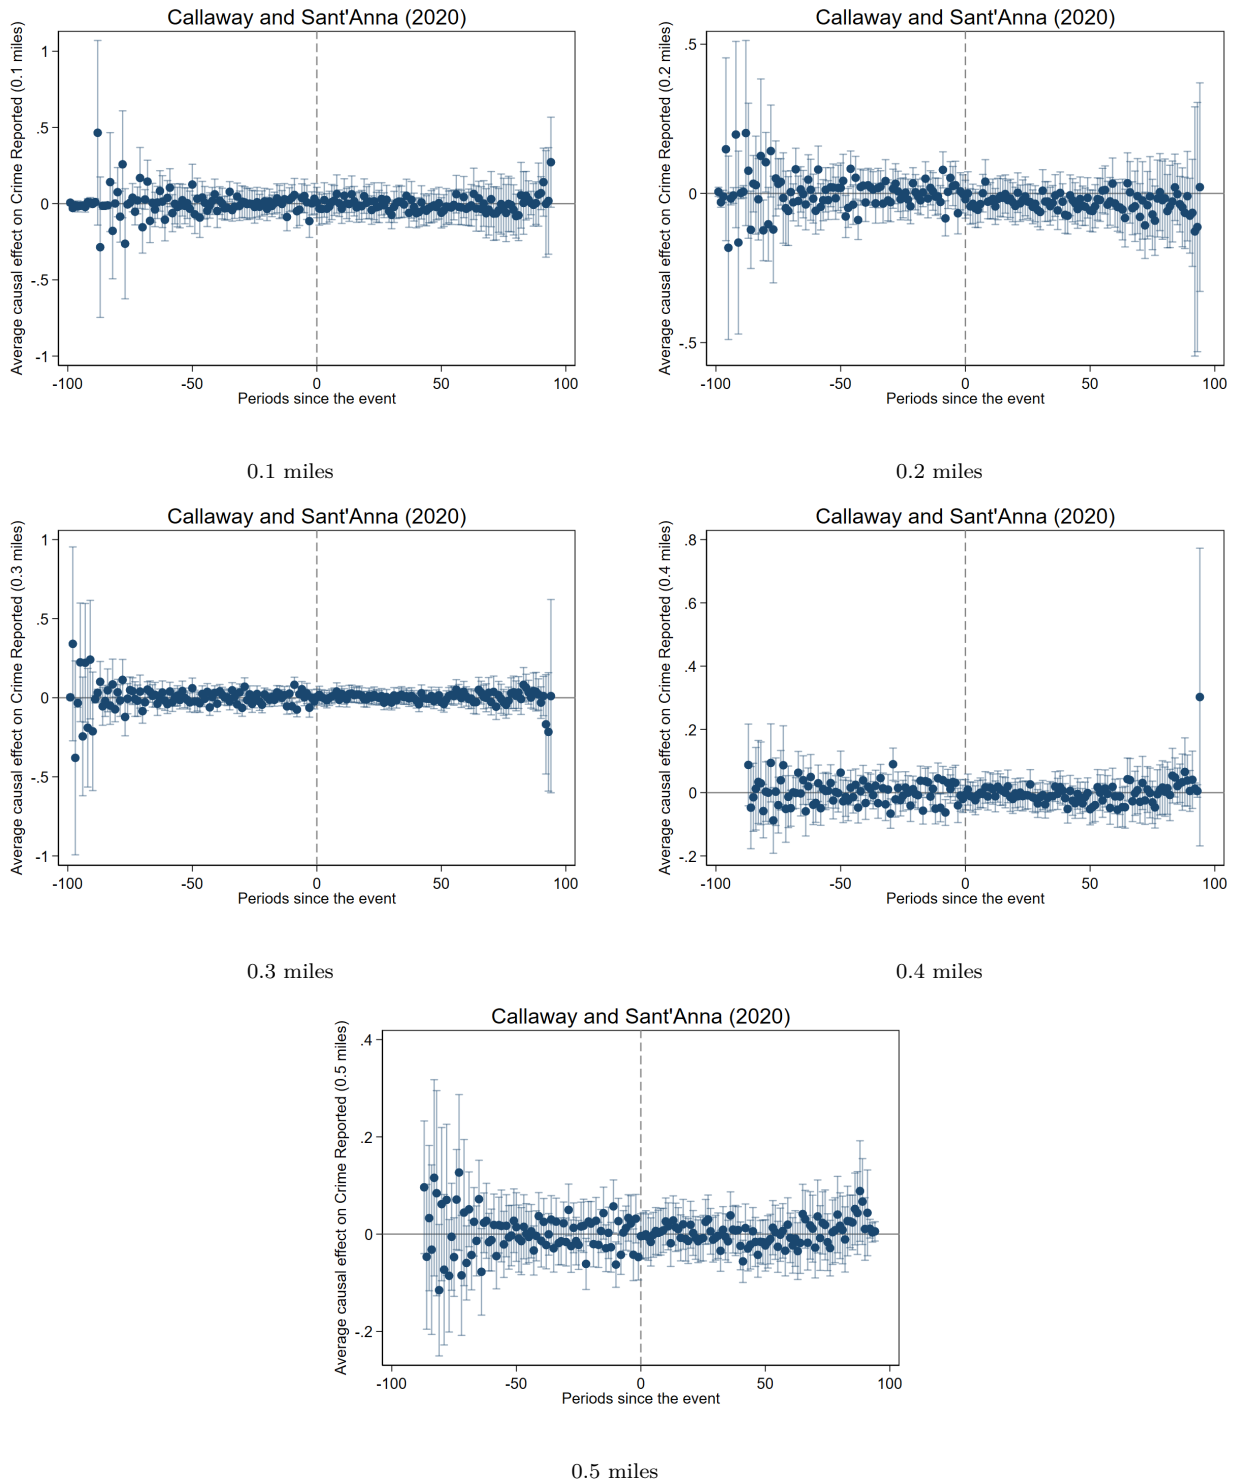 Callaway and Sant'Anna (2020)
Average causal effect on Crime Reported (0.1 miles)
1
.5
0
-.5
-1
-100 -50 0 50 100
Periods since the event
0.1 miles
Callaway and Sant'Anna (2020)
Average causal effect on Crime Reported (0.2 miles)
.5
0
-.5
-100 -50 0 50 100
Periods since the event
0.2 miles
Callaway and Sant'Anna (2020)
Average causal effect on Crime Reported (0.3 miles)
1
.5
0
-.5
-1
-100 -50 0 50 100
Periods since the event
0.3 miles
Callaway and Sant'Anna (2020)
Average causal effect on Crime Reported (0.4 miles)
.8
.6
.4
.2
0
-.2
-100 -50 0 50 100
Periods since the event
0.4 miles
Callaway and Sant'Anna (2020)
Average causal effect on Crime Reported (0.5 miles)
.4
.2
0
-.2
-100 -50 0 50 100
Periods since the event
0.5 miles